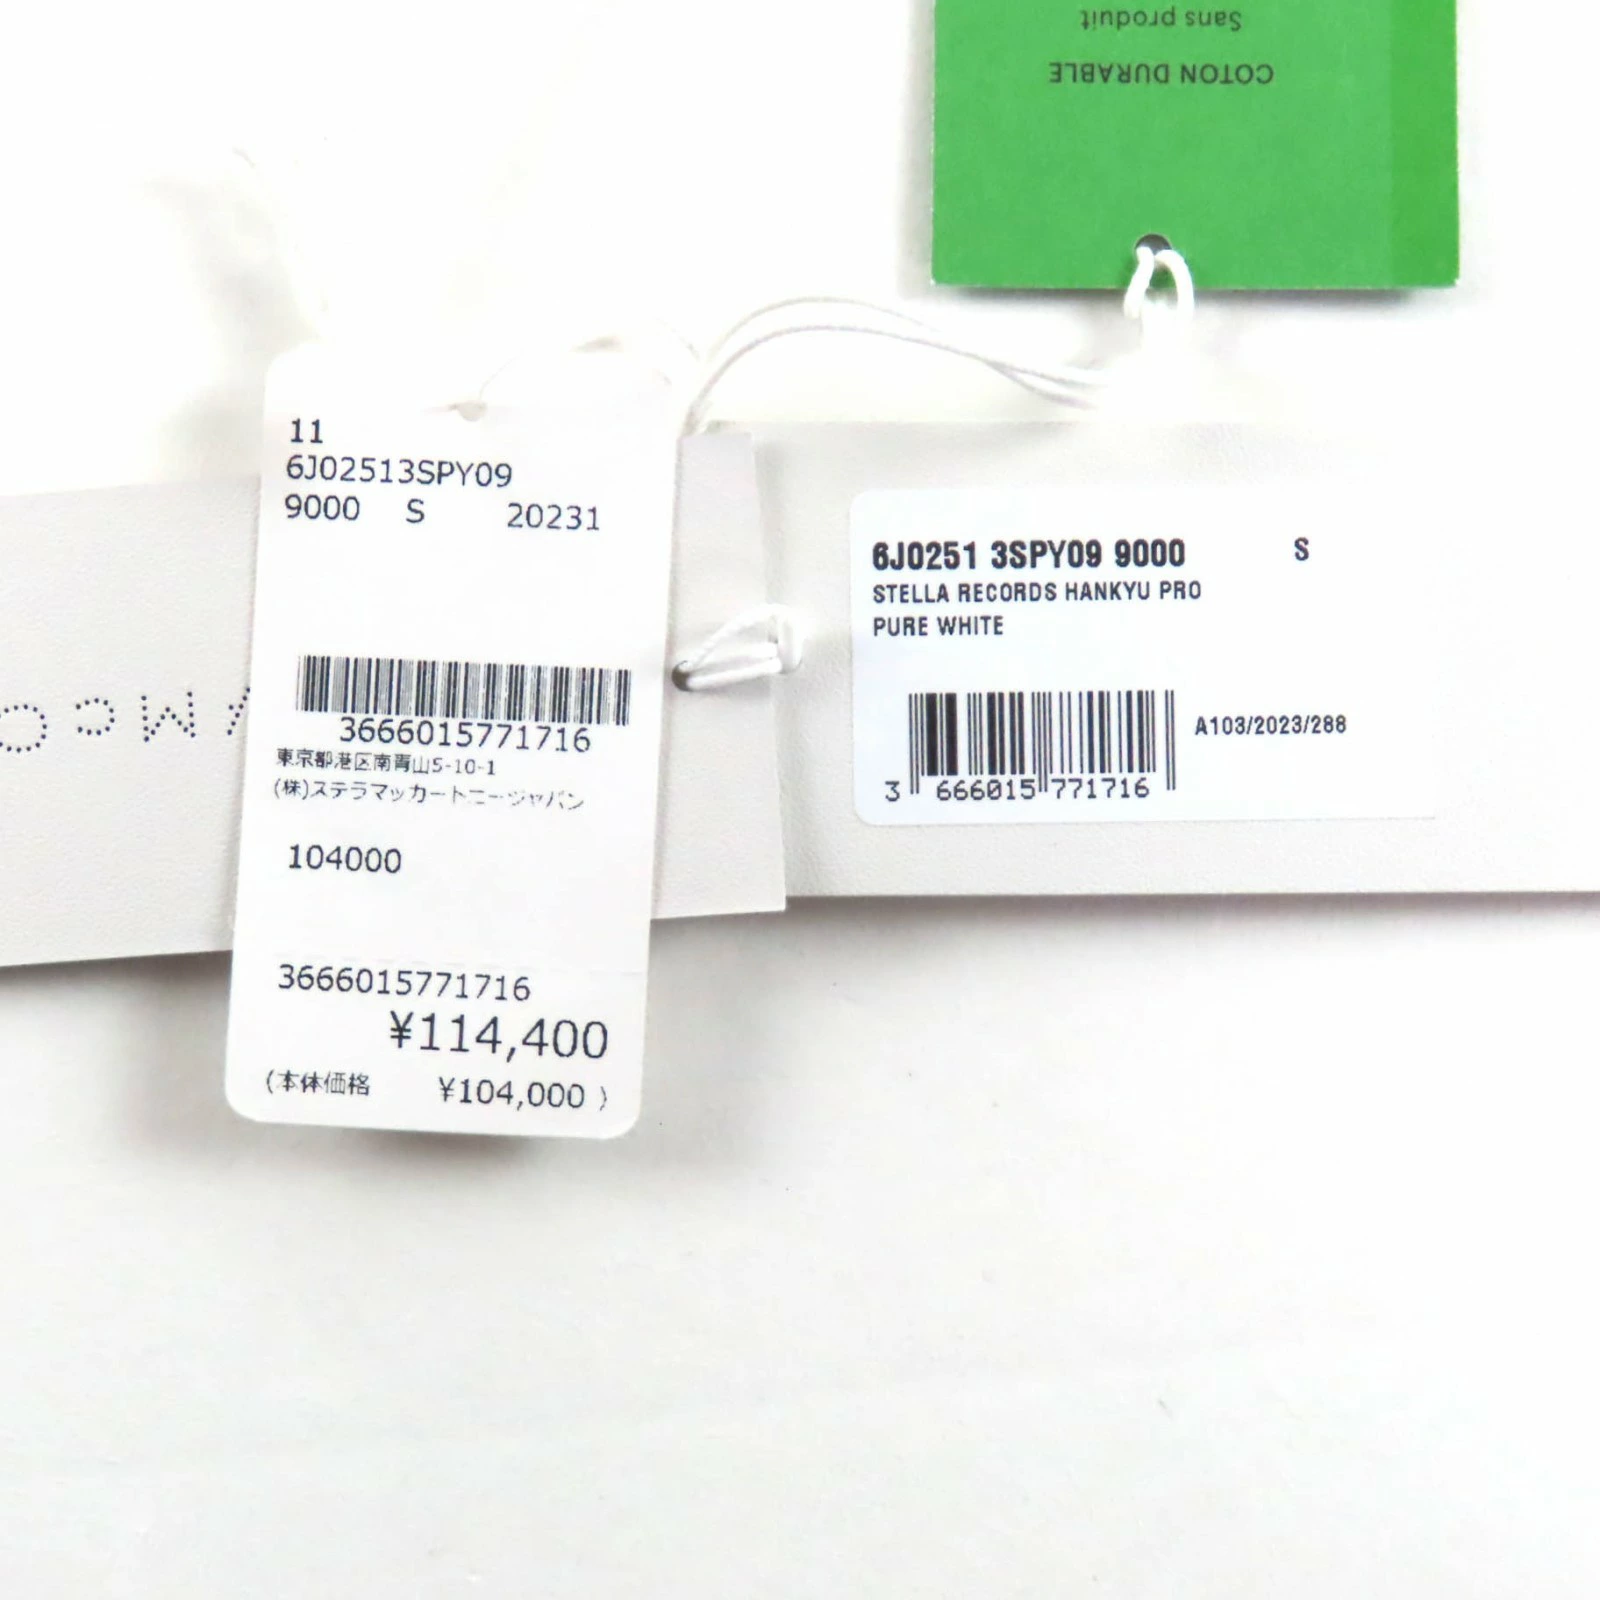 Sans produit
COTON DURABLE
11
6J02513SPY09
9000 S 20231
3666015771716
東京都港区南青山5-10-1
(株)ステラマッカートニージャパン
104000
3666015771716
¥114,400
(本体価格 ¥104,000 )
6J0251 3SPY09 9000 S
STELLA RECORDS HANKYU PRO
PURE WHITE
A103/2023/288
3 666015 771716